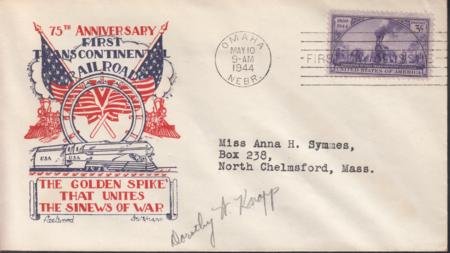 75TH ANNIVERSARY
FIRST
TRANSCONTINENTAL
RAILROAD
USA
USA
THE GOLDEN SPIKE
THAT UNITES
THE SINEWS OF WAR
Fleetwood
OMAHA
MAY 10
9-AM
1944
NEBR.
1869
1944
3¢
UNITED STATES OF AMERICA
FIRST
Miss Anna H. Symmes,
Box 238,
North Chelmsford, Mass.
Dorothy W. Knapp